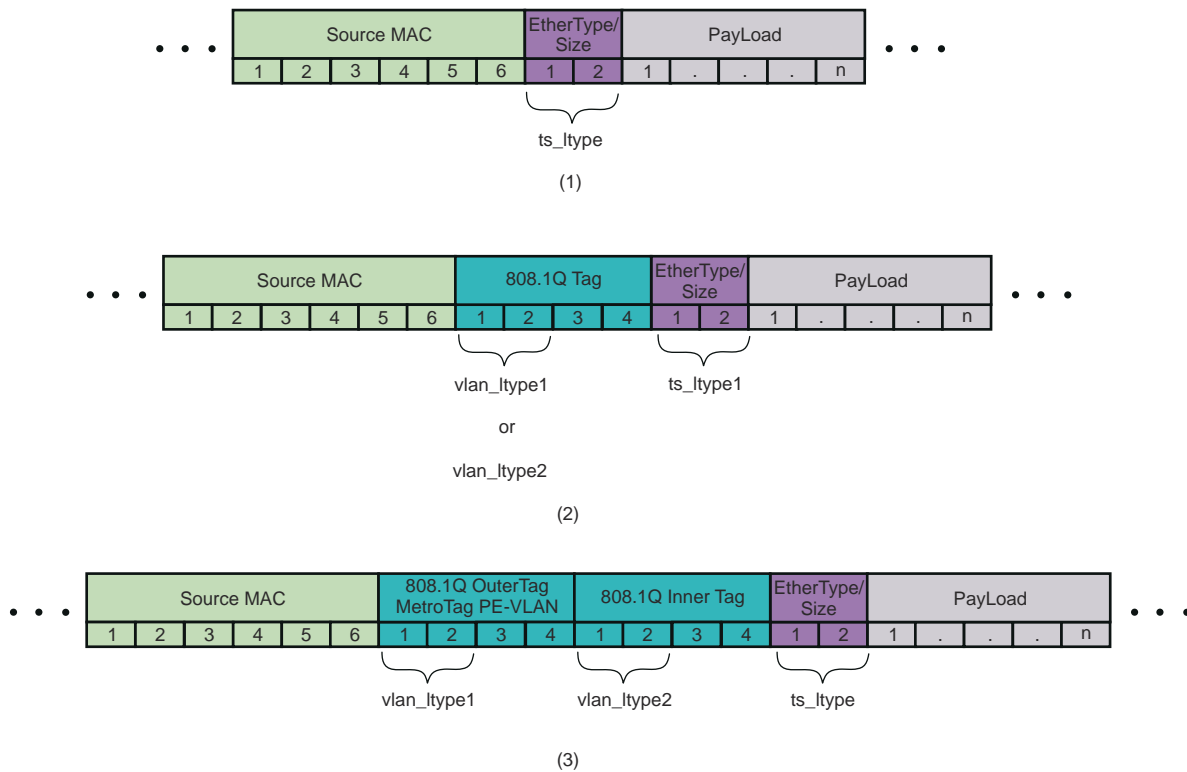 Source MAC EtherType/ PayLoad
Size
• • • 1 2 3 4 5 6 1 2 1 . . . n • • •
ts_ltype
(1)
Source MAC 808.1Q Tag EtherType/ PayLoad
Size
• • • 1 2 3 4 5 6 1 2 3 4 1 2 1 . . . n • • •
vlan_ltype1 ts_ltype1
or
vlan_ltype2
(2)
Source MAC 808.1Q OuterTag 808.1Q Inner Tag EtherType/ PayLoad
MetroTag PE-VLAN Size
• • • 1 2 3 4 5 6 1 2 3 4 1 2 3 4 1 2 1 . . . n • • •
vlan_ltype1 vlan_ltype2 ts_ltype
(3)